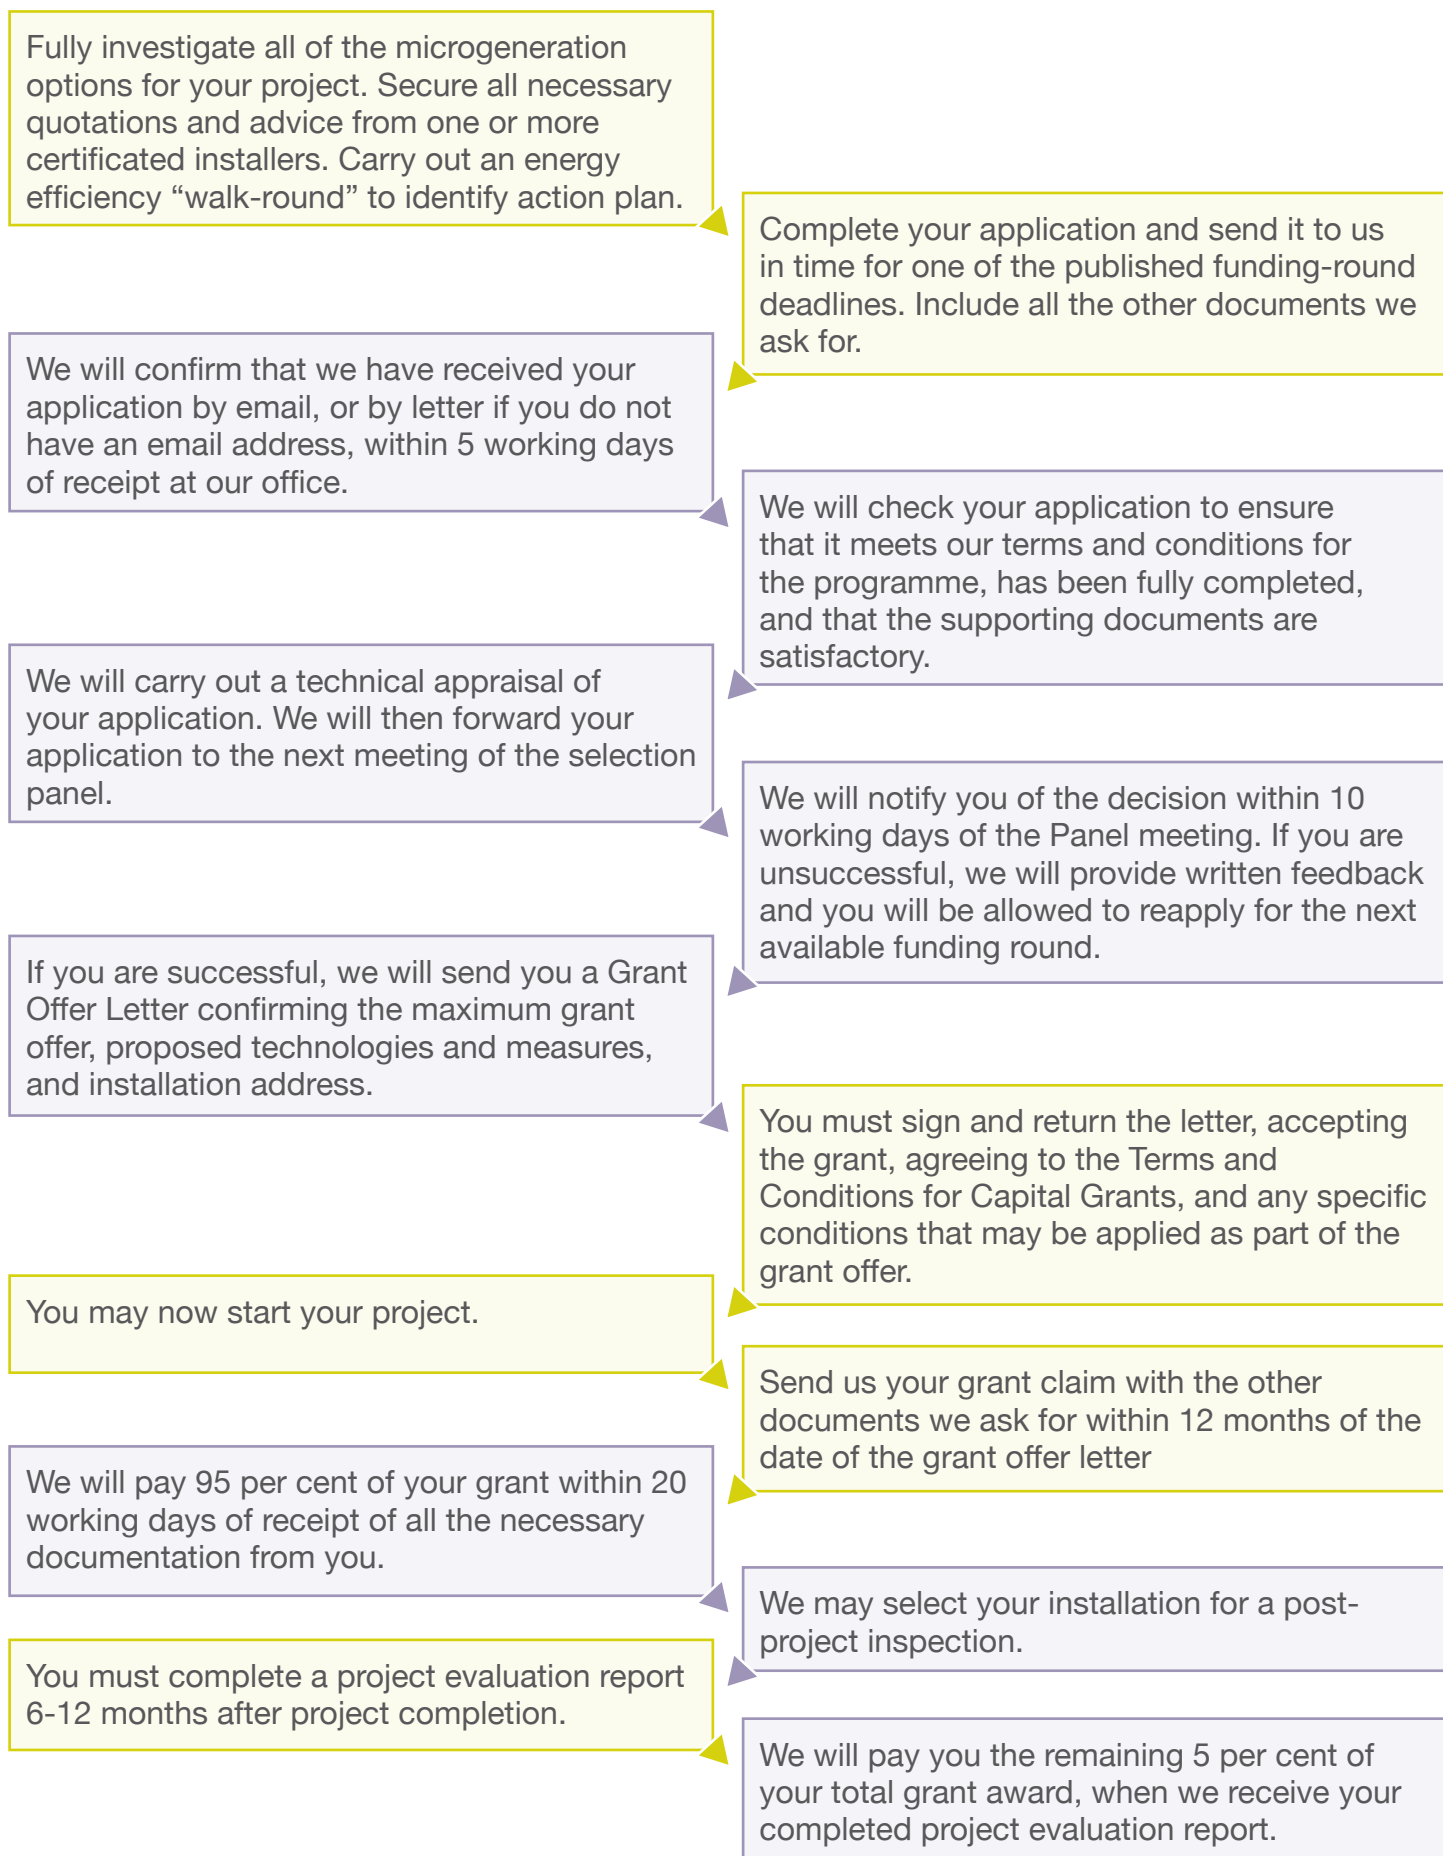 Fully investigate all of the microgeneration
options for your project. Secure all necessary
quotations and advice from one or more
certificated installers. Carry out an energy
efficiency “walk-round” to identify action plan.
Complete your application and send it to us
in time for one of the published funding-round
deadlines. Include all the other documents we
ask for.
We will confirm that we have received your
application by email, or by letter if you do not
have an email address, within 5 working days
of receipt at our office.
We will check your application to ensure
that it meets our terms and conditions for
the programme, has been fully completed,
and that the supporting documents are
satisfactory.
We will carry out a technical appraisal of
your application. We will then forward your
application to the next meeting of the selection
panel.
We will notify you of the decision within 10
working days of the Panel meeting. If you are
unsuccessful, we will provide written feedback
and you will be allowed to reapply for the next
available funding round.
If you are successful, we will send you a Grant
Offer Letter confirming the maximum grant
offer, proposed technologies and measures,
and installation address.
You must sign and return the letter, accepting
the grant, agreeing to the Terms and
Conditions for Capital Grants, and any specific
conditions that may be applied as part of the
grant offer.
You may now start your project.
Send us your grant claim with the other
documents we ask for within 12 months of the
date of the grant offer letter
We will pay 95 per cent of your grant within 20
working days of receipt of all the necessary
documentation from you.
We may select your installation for a post-
project inspection.
You must complete a project evaluation report
6-12 months after project completion.
We will pay you the remaining 5 per cent of
your total grant award, when we receive your
completed project evaluation report.